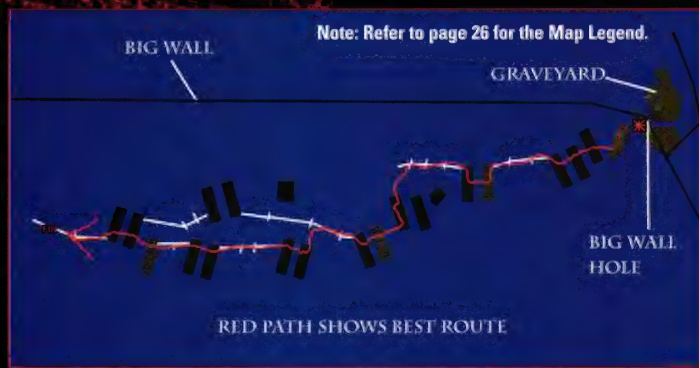 Note: Refer to page 26 for the Map Legend.
BIG WALL
GRAVEYARD
BIG WALL
HOLE
RED PATH SHOWS BEST ROUTE